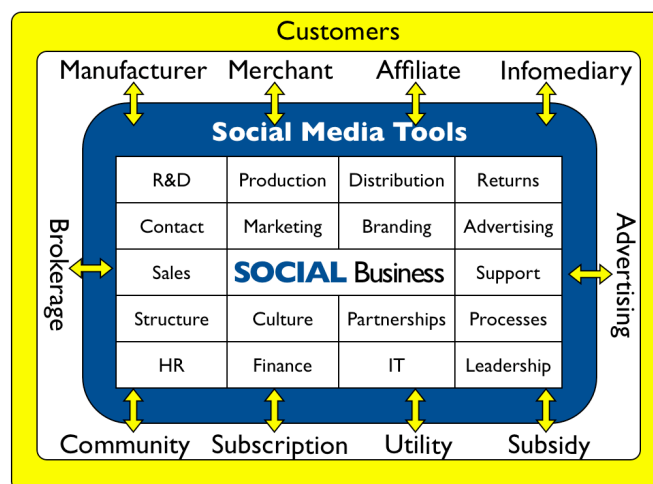 Customers
Manufacturer Merchant Affiliate Infomediary
Social Media Tools
R&D Production Distribution Returns
Contact Marketing Branding Advertising
Brokerage
Sales SOCIAL Business Support
Advertising
Structure Culture Partnerships Processes
HR Finance IT Leadership
Community Subscription Utility Subsidy